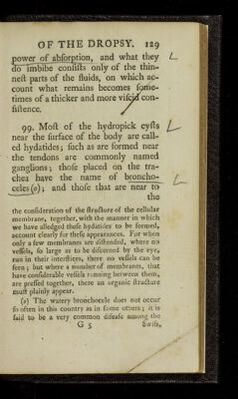 OF THE DROPSY. 129
power of absorption, and what they
do imbibe consists only of the thin-
nest parts of the fluids, on which ac-
count what remains becomes some-
times of a thicker and more viscid con-
sistence.
99. Most of the hydropick cysts
near the surface of the body are call-
ed hydatides; such as are formed near
the tendons are commonly named
ganglions; those placed on the tra-
chea have the name of broncho-
celes (o); and those that are near to
the
the consideration of the structure of the cellular
membrane, together with the manner in which
we have alledged those hydatides to be formed,
account clearly for these appearances. For when
only a few membranes are distended, where no
vessels, so large as to be discerned by the eye,
run in their interstices, there no vessels can be
seen; but where a number of membranes, that
have considerable vessels running between them,
are pressed together, there an organic structure
must plainly appear.
(o) The watery bronchocele does not occur
so often in this country as in some others; it is
said to be a very common disease among the
G 5 Swiss,